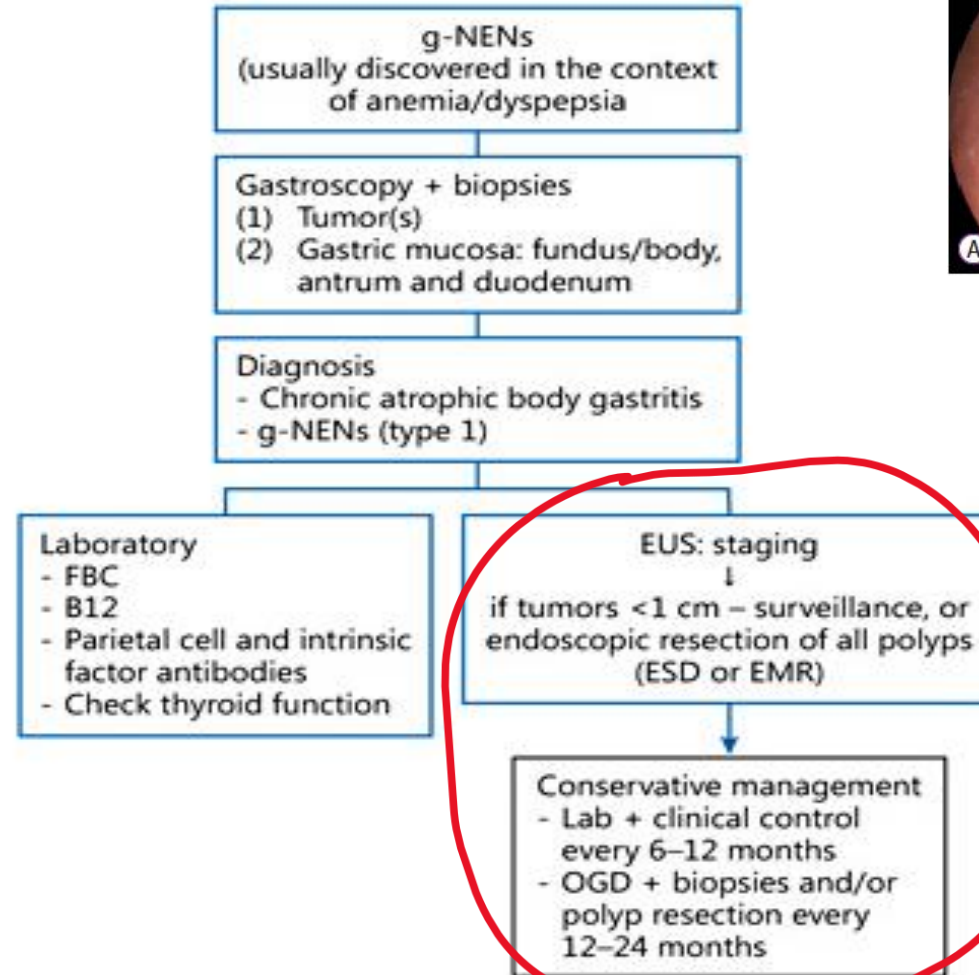 g-NENs
(usually discovered in the context
of anemia/dyspepsia
Gastroscopy + biopsies
(1) Tumor(s)
(2) Gastric mucosa: fundus/body,
antrum and duodenum
Diagnosis
- Chronic atrophic body gastritis
- g-NENs (type 1)
Laboratory
- FBC
- B12
- Parietal cell and intrinsic
factor antibodies
- Check thyroid function
EUS: staging
↓
if tumors <1 cm – surveillance, or
endoscopic resection of all polyps
(ESD or EMR)
Conservative management
- Lab + clinical control
every 6–12 months
- OGD + biopsies and/or
polyp resection every
12–24 months
A